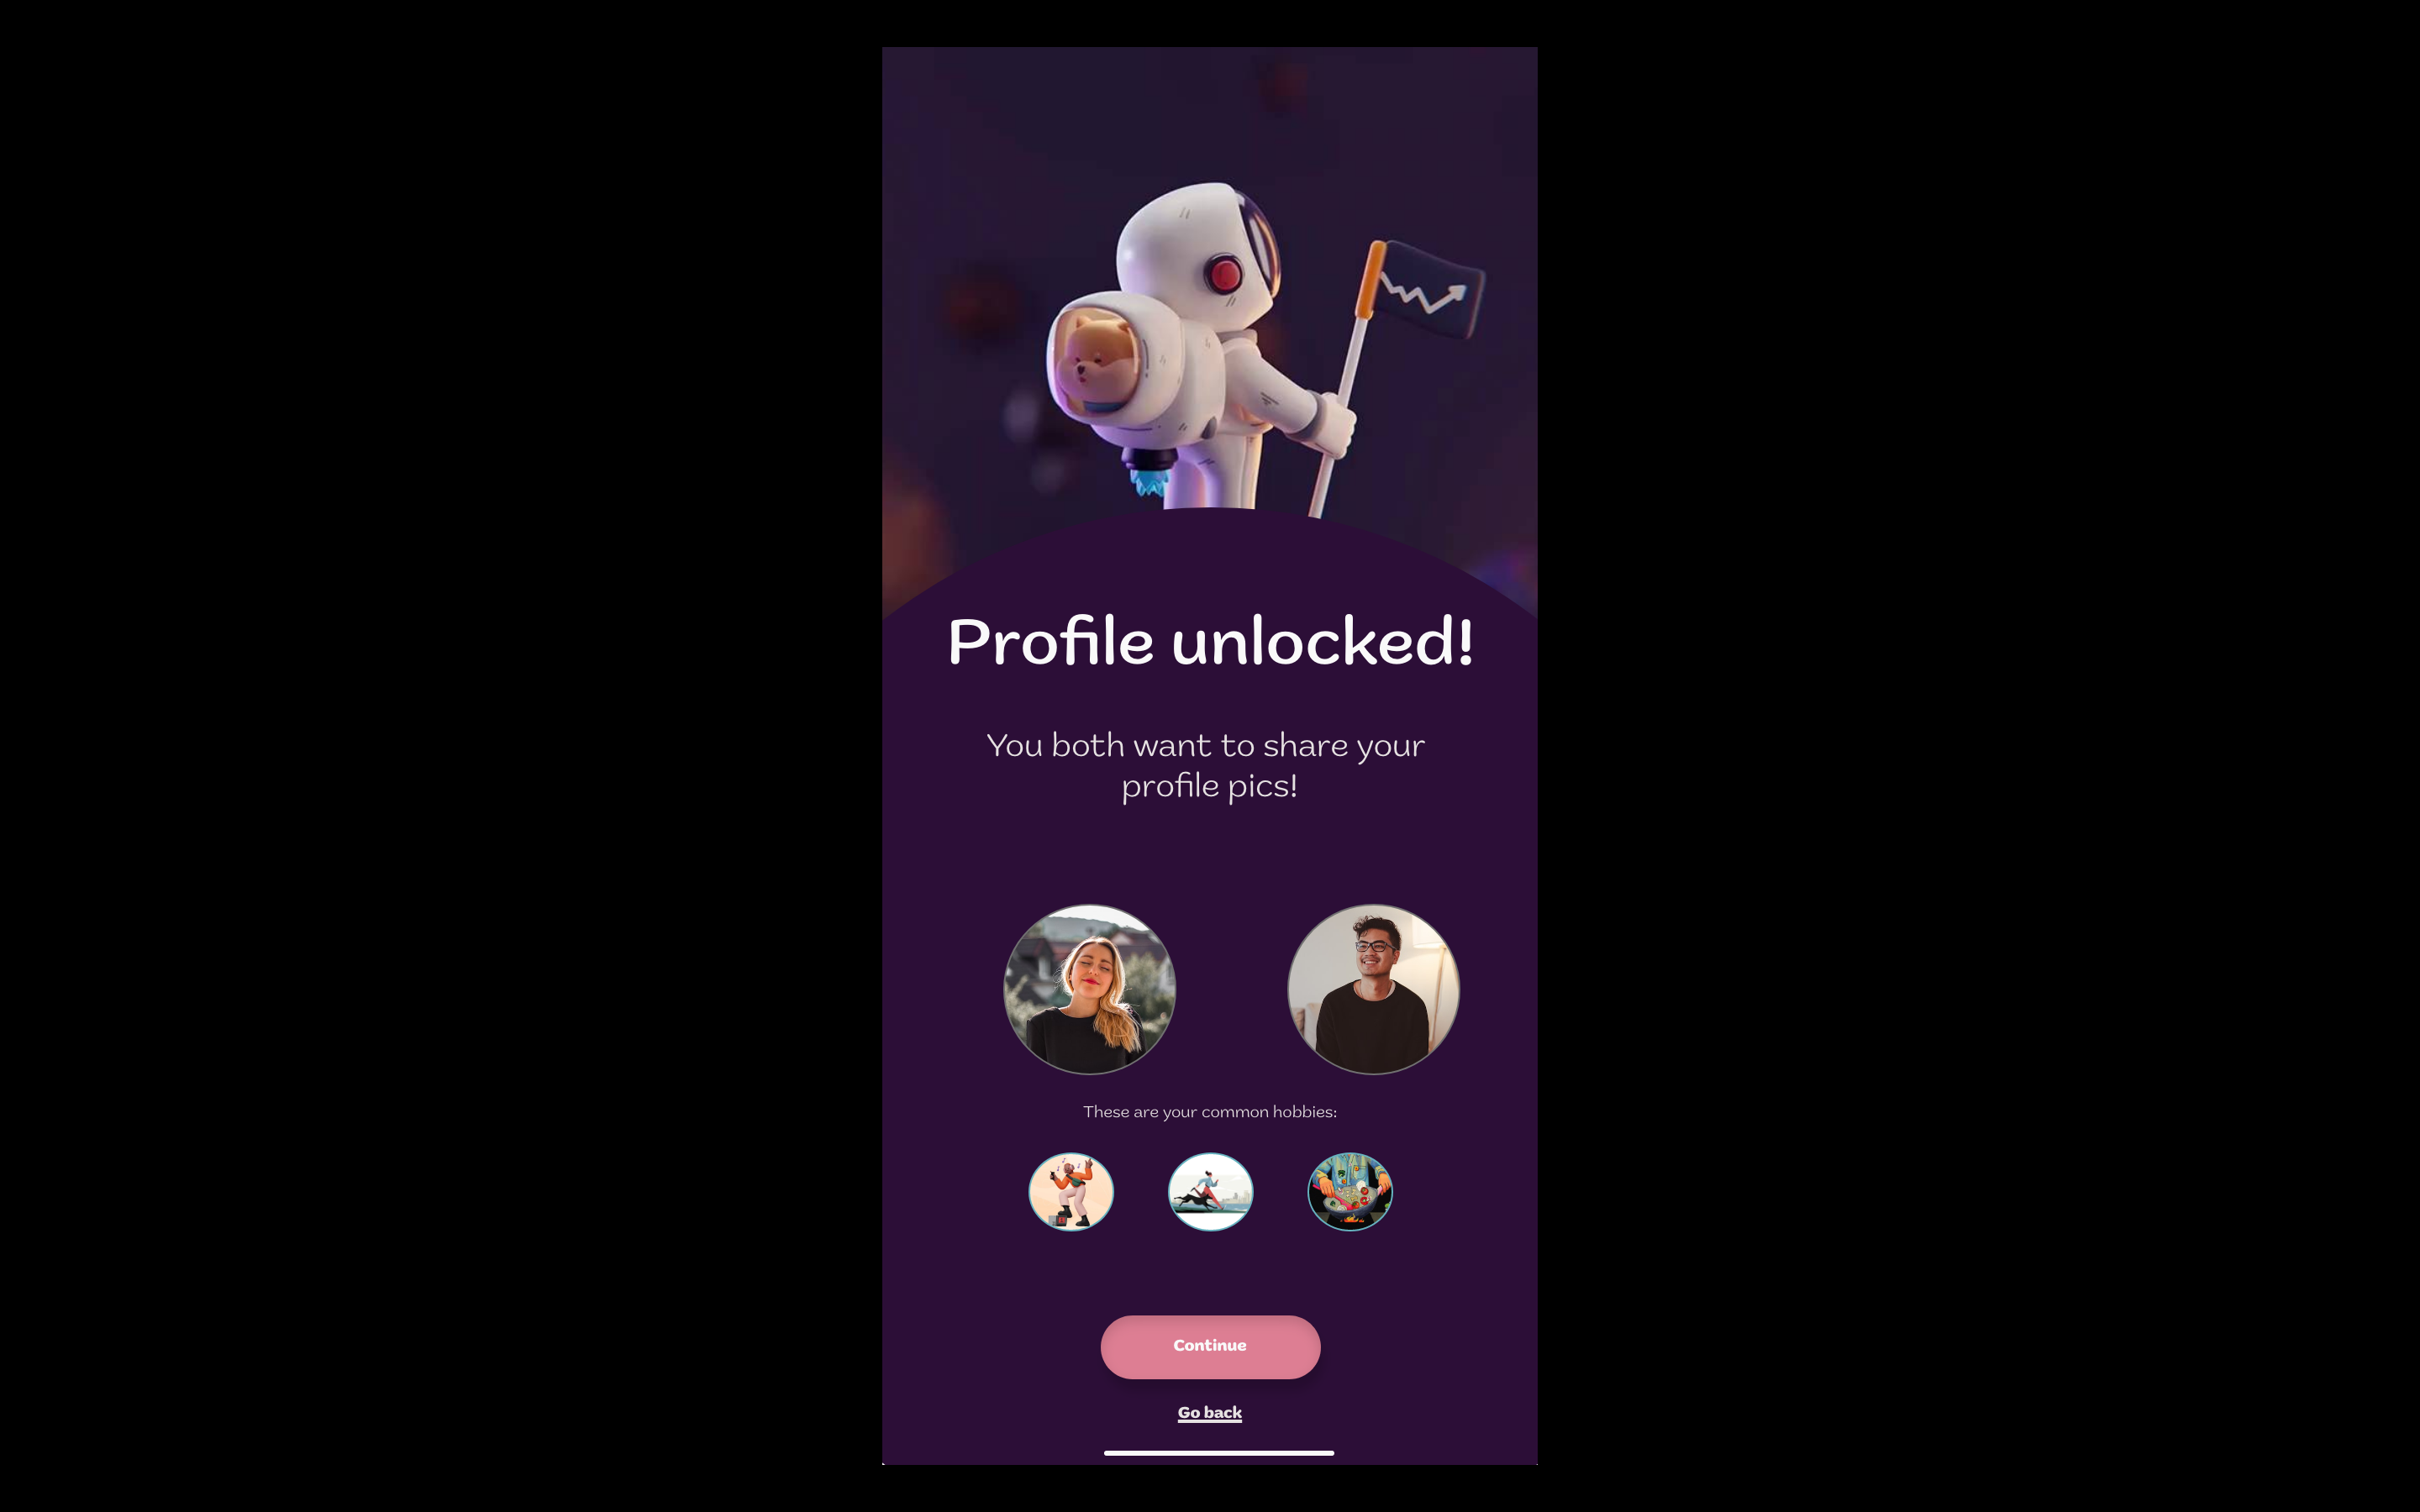 Profile unlocked!
You both want to share your
profile pics!
These are your common hobbies:
Continue
Go back